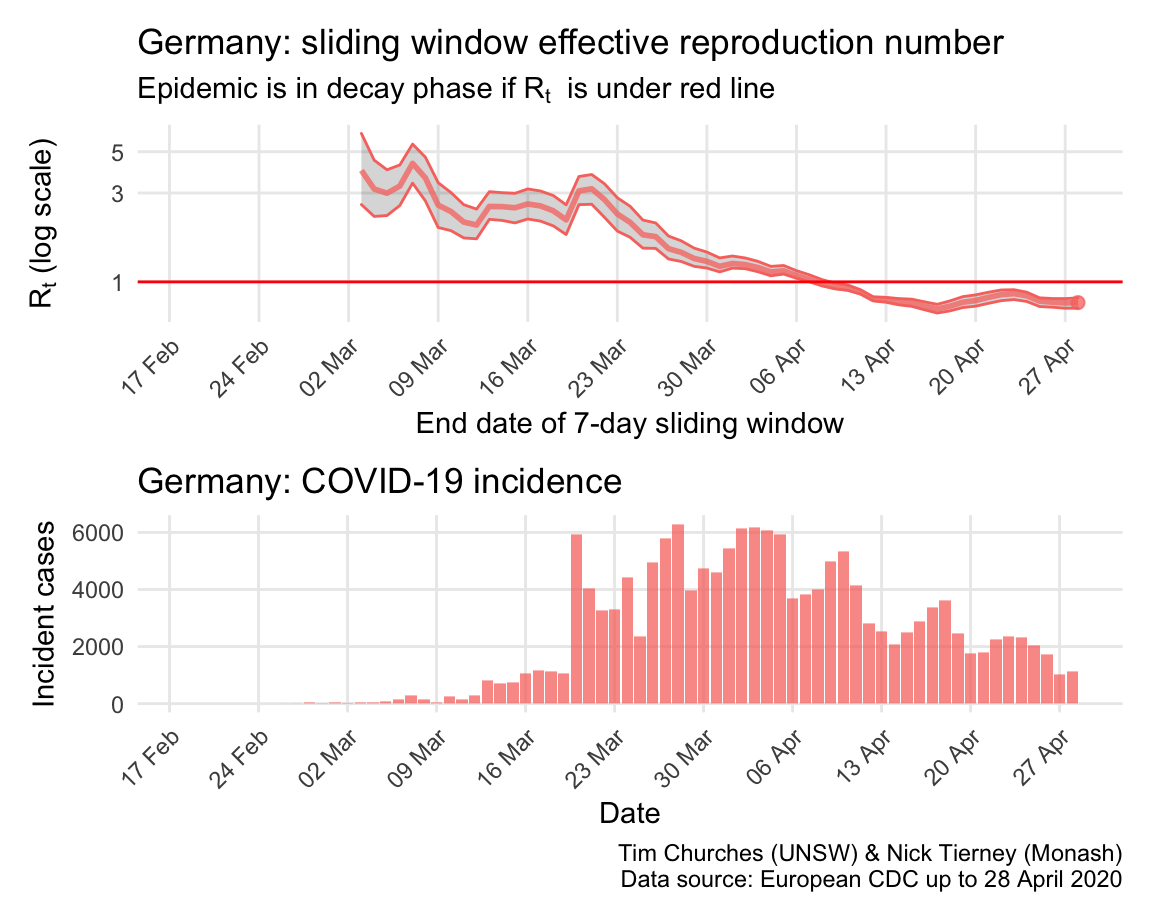 Germany: sliding window effective reproduction number
Epidemic is in decay phase if Rt is under red line
Rt (log scale)
5
3
1
17 Feb
24 Feb
02 Mar
09 Mar
16 Mar
23 Mar
30 Mar
06 Apr
13 Apr
20 Apr
27 Apr
End date of 7-day sliding window
Germany: COVID-19 incidence
Incident cases
6000
4000
2000
0
17 Feb
24 Feb
02 Mar
09 Mar
16 Mar
23 Mar
30 Mar
06 Apr
13 Apr
20 Apr
27 Apr
Date
Tim Churches (UNSW) & Nick Tierney (Monash)
Data source: European CDC up to 28 April 2020